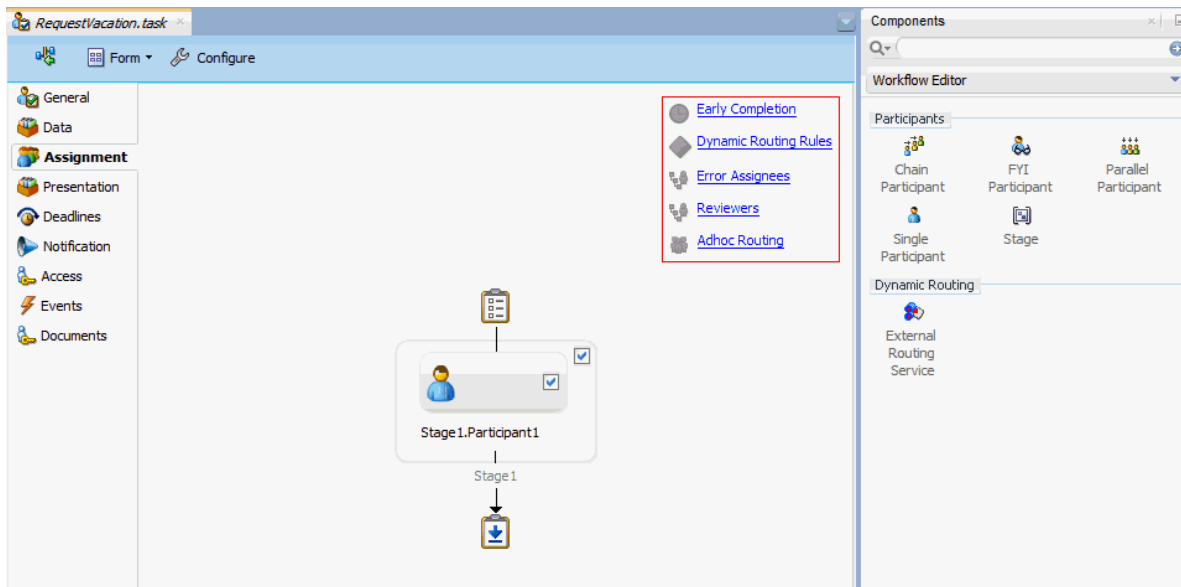 RequestVacation.task
Form
Configure
General
Data
Assignment
Presentation
Deadlines
Notification
Access
Events
Documents
Early Completion
Dynamic Routing Rules
Error Assignees
Reviewers
Adhoc Routing
Stage1.Participant1
Stage1
Components
Workflow Editor
Participants
Chain
Participant
FYI
Participant
Parallel
Participant
Single
Participant
Stage
Dynamic Routing
External
Routing
Service